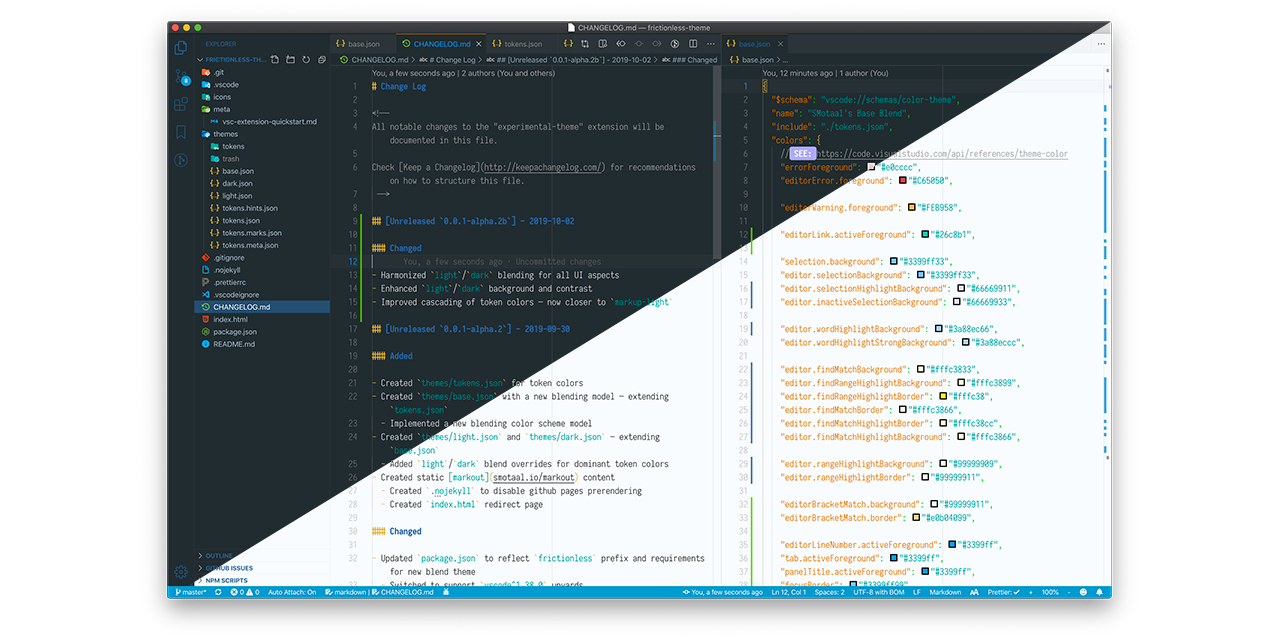 CHANGELOG.md — frictionless-theme
EXPLORER
FRICTIONLESS-TH...
.git
.vscode
icons
meta
vsc-extension-quickstart.md
themes
tokens
trash
base.json
dark.json
light.json
tokens.hints.json
tokens.json
tokens.marks.json
tokens.meta.json
.gitignore
.nojekyll
.prettierrc
.vscodeignore
CHANGELOG.md
index.html
package.json
README.md
OUTLINE
GITHUB ISSUES
NPM SCRIPTS
base.json
CHANGELOG.md
tokens.json
CHANGELOG.md > # Change Log > ## [Unreleased `0.0.1-alpha.2b`] - 2019-10-02 > ### Changed
You, a few seconds ago | 2 authors (You and others)
1 # Change Log
2
3 <!--
4 All notable changes to the "experimental-theme" extension will be
documented in this file.
5
6 Check [Keep a Changelog](http://keepachangelog.com/) for recommendations
on how to structure this file.
7 -->
8
9 ## [Unreleased `0.0.1-alpha.2b`] - 2019-10-02
10
11 ### Changed
12 You, a few seconds ago · Uncommitted changes
13 - Harmonized `light`/`dark` blending for all UI aspects
14 - Enhanced `light`/`dark` background and contrast
15 - Improved cascading of token colors — now closer to `markup-light`
16
17 ## [Unreleased `0.0.1-alpha.2`] - 2019-09-30
18
19 ### Added
20
21 - Created `themes/tokens.json` for token colors
22 - Created `themes/base.json` with a new blending model — extending
`tokens.json`
23 - Implemented a new blending color scheme model
24 - Created `themes/light.json` and `themes/dark.json` — extending
`base.json`
25 - Added `light`/`dark` blend overrides for dominant token colors
26 - Created static [markout](smotaal.io/markout) content
27 - Created `.nojekyll` to disable github pages prerendering
28 - Created `index.html` redirect page
29
30 ### Changed
31
32 - Updated `package.json` to reflect `frictionless` prefix and requirements
for new blend theme
33 - Switched to support `vscode^1.38.0` upwards
base.json
base.json > ...
You, 12 minutes ago | 1 author (You)
1 {
2 "$schema": "vscode://schemas/color-theme",
3 "name": "SMotaal's Base Blend",
4 "include": "./tokens.json",
5 "colors": {
6 // SEE: https://code.visualstudio.com/api/references/theme-color
7 "errorForeground": "#e0cccc",
8 "editorError.foreground": "#C65050",
9
10 "editorWarning.foreground": "#FEB958",
11
12 "editorLink.activeForeground": "#26c8b1",
13
14 "selection.background": "#3399ff33",
15 "editor.selectionBackground": "#3399ff33",
16 "editor.selectionHighlightBackground": "#66669911",
17 "editor.inactiveSelectionBackground": "#66669933",
18
19 "editor.wordHighlightBackground": "#3a88ec66",
20 "editor.wordHighlightStrongBackground": "#3a88eccc",
21
22 "editor.findMatchBackground": "#fffc3833",
23 "editor.findRangeHighlightBackground": "#fffc3899",
24 "editor.findRangeHighlightBorder": "#fffc38",
25 "editor.findMatchBorder": "#fffc3866",
26 "editor.findMatchHighlightBorder": "#fffc38cc",
27 "editor.findMatchHighlightBackground": "#fffc3866",
28
29 "editor.rangeHighlightBackground": "#99999909",
30 "editor.rangeHighlightBorder": "#99999911",
31
32 "editorBracketMatch.background": "#99999911",
33 "editorBracketMatch.border": "#e0b04099",
34
35 "editorLineNumber.activeForeground": "#3399ff",
36 "tab.activeForeground": "#3399ff",
37 "panelTitle.activeForeground": "#3399ff",
38 "focusBorder": "#3399ff99",
master* 0 0 Auto Attach: On markdown | CHANGELOG.md You, a few seconds ago Ln 12, Col 1 Spaces: 2 UTF-8 with BOM LF Markdown AA Prettier: ✓ + 100% -